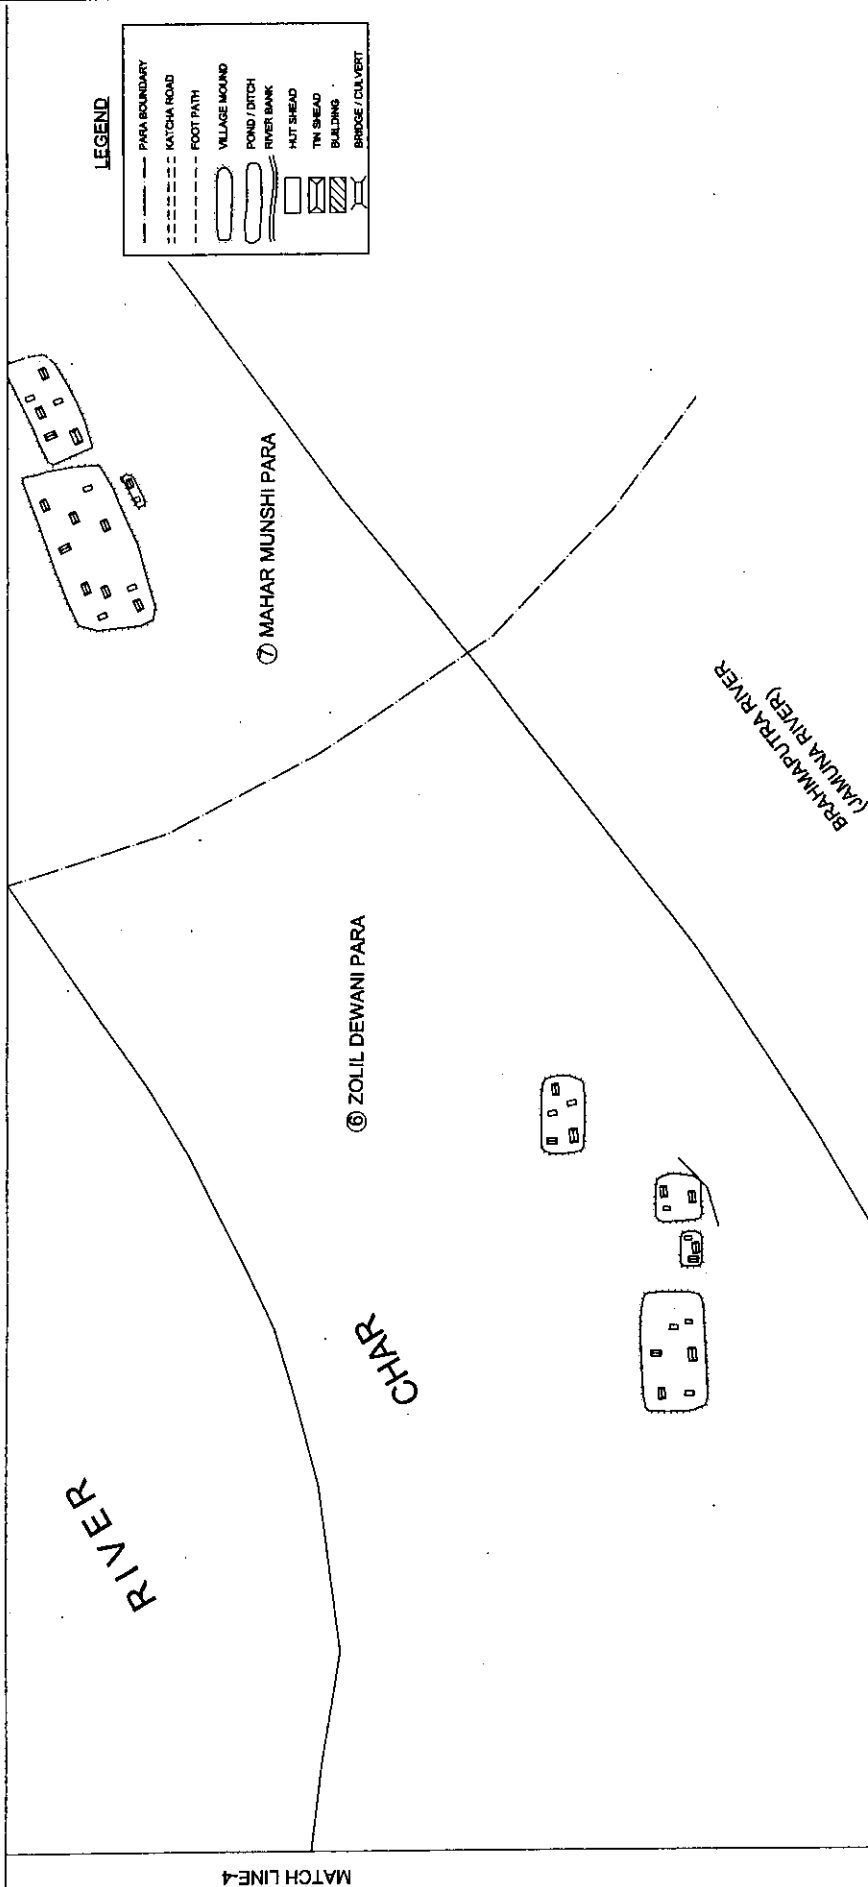 LEGEND
PARA BOUNDARY
KATCHA ROAD
FOOT PATH
VILLAGE MOUND
POND / DITCH
RIVER BANK
HUT SHEAD
TIN SHEAD
BUILDING
BRIDGE / CULVERT
RIVER
CHAR
⑥ ZOLIL DEWANI PARA
⑦ MAHAR MUNSHI PARA
BRAHMAPUTRA RIVER
(JAMUNA RIVER)
MATCH LINE-4